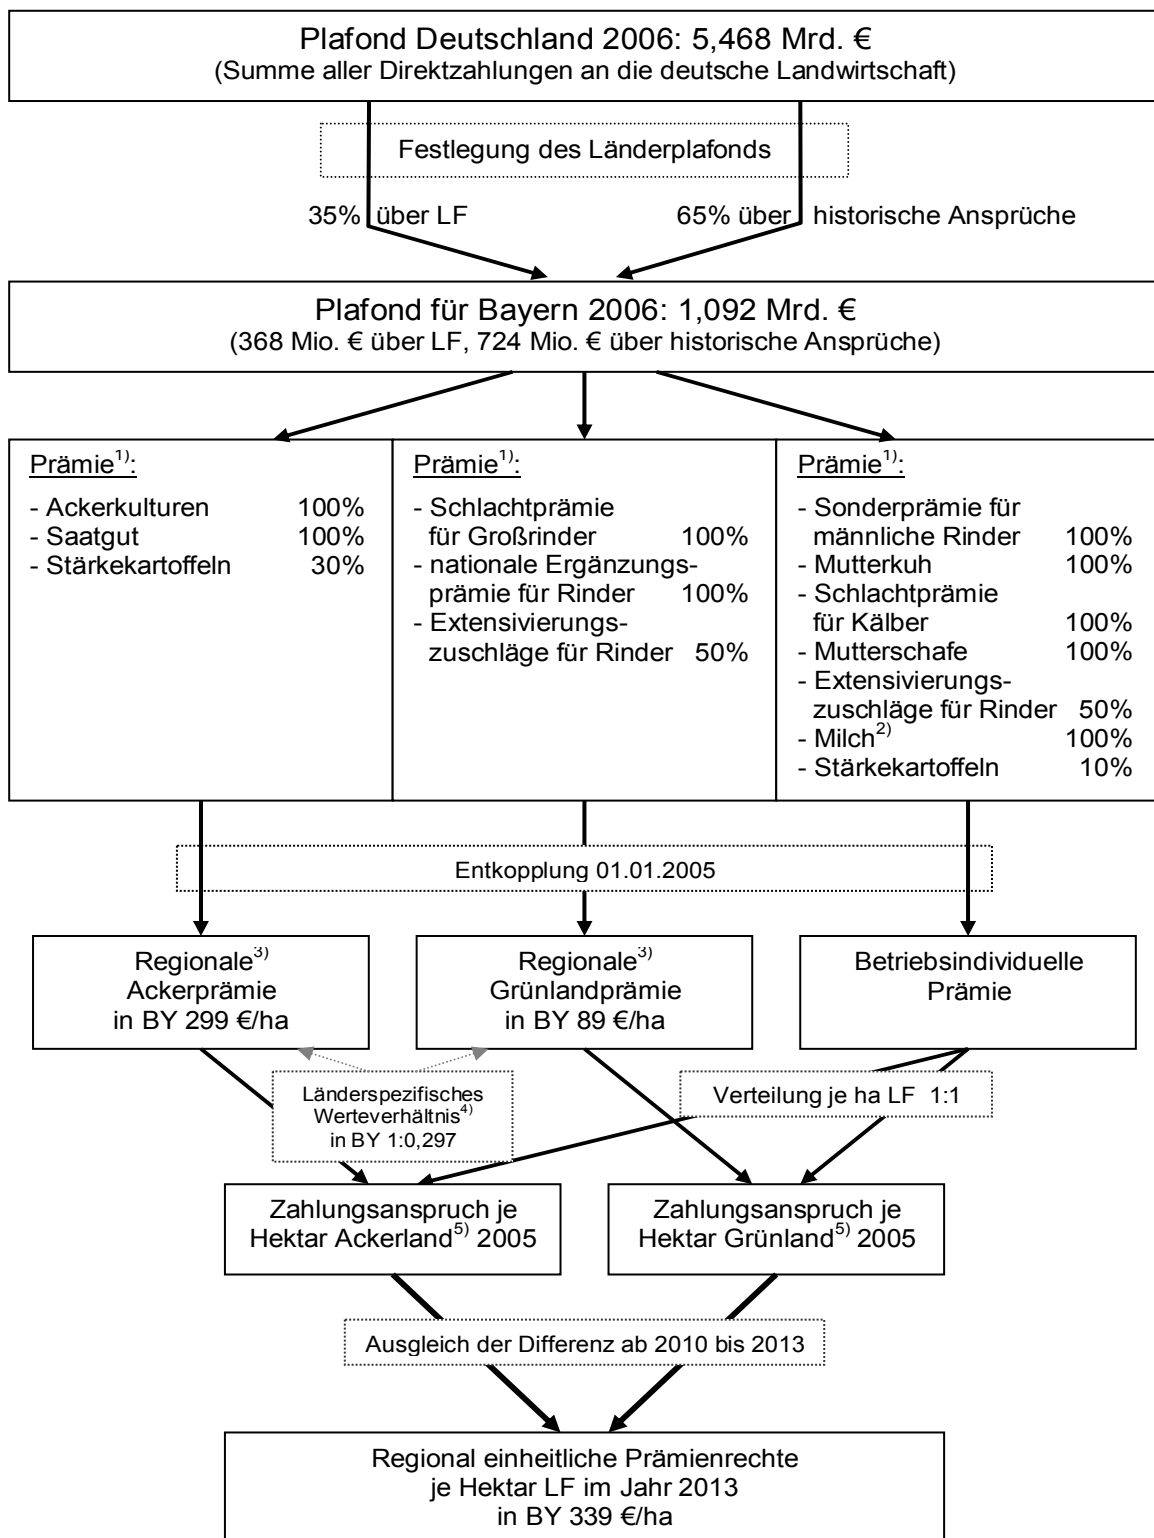 Plafond Deutschland 2006: 5,468 Mrd. €
(Summe aller Direktzahlungen an die deutsche Landwirtschaft)
Festlegung des Länderplafonds
35% über LF
65% über historische Ansprüche
Plafond für Bayern 2006: 1,092 Mrd. €
(368 Mio. € über LF, 724 Mio. € über historische Ansprüche)
Prämie1):
- Ackerkulturen 100%
- Saatgut 100%
- Stärkekartoffeln 30%
Prämie1):
- Schlachtprämie
für Großrinder 100%
- nationale Ergänzungs-
prämie für Rinder 100%
- Extensivierungs-
zuschläge für Rinder 50%
Prämie1):
- Sonderprämie für
männliche Rinder 100%
- Mutterkuh 100%
- Schlachtprämie
für Kälber 100%
- Mutterschafe 100%
- Extensivierungs-
zuschläge für Rinder 50%
- Milch2) 100%
- Stärkekartoffeln 10%
Entkopplung 01.01.2005
Regionale3)
Ackerprämie
in BY 299 €/ha
Regionale3)
Grünlandprämie
in BY 89 €/ha
Betriebsindividuelle
Prämie
Länderspezifisches
Werteverhältnis4)
in BY 1:0,297
Verteilung je ha LF 1:1
Zahlungsanspruch je
Hektar Ackerland5) 2005
Zahlungsanspruch je
Hektar Grünland5) 2005
Ausgleich der Differenz ab 2010 bis 2013
Regional einheitliche Prämienrechte
je Hektar LF im Jahr 2013
in BY 339 €/ha